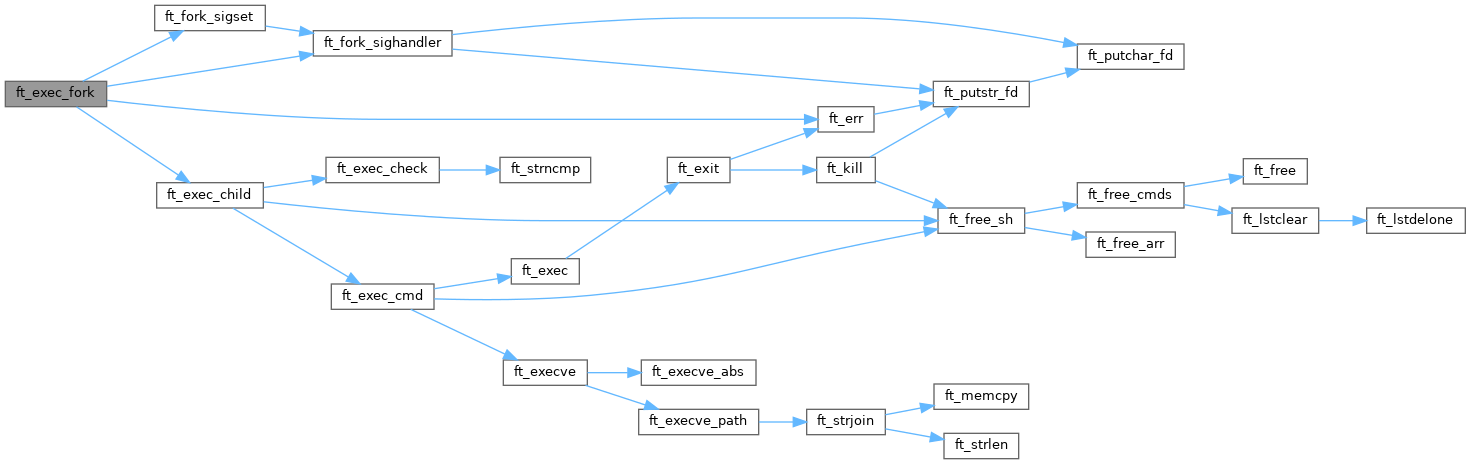 ft_fork_sigset
ft_fork_sighandler
ft_putchar_fd
ft_exec_fork
ft_putstr_fd
ft_err
ft_exec_check
ft_strncmp
ft_exit
ft_kill
ft_free
ft_exec_child
ft_free_cmds
ft_free_sh
ft_lstclear
ft_lstdelone
ft_free_arr
ft_exec
ft_exec_cmd
ft_execve
ft_execve_abs
ft_memcpy
ft_execve_path
ft_strjoin
ft_strlen